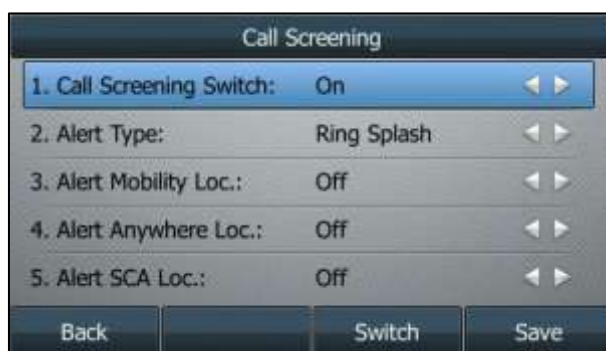 Call Screening
1. Call Screening Switch: On
2. Alert Type: Ring Splash
3. Alert Mobility Loc.: Off
4. Alert Anywhere Loc.: Off
5. Alert SCA Loc.: Off
Back Switch Save